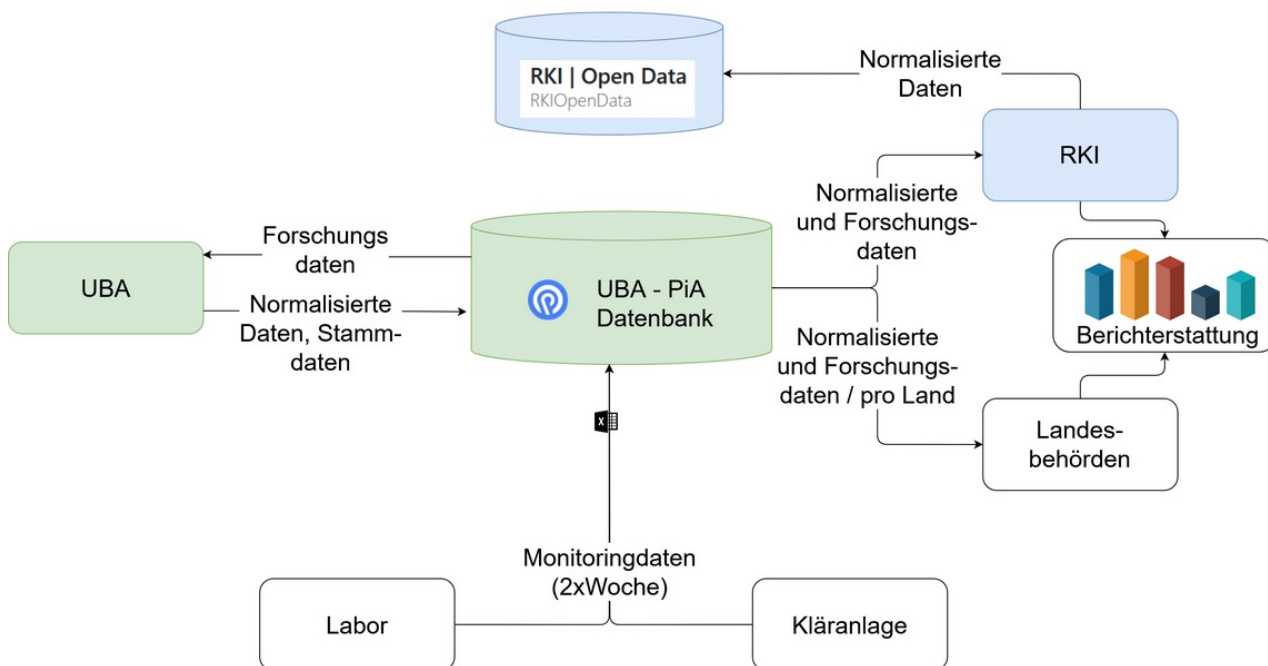 RKI | Open Data
RKIOpenData
Normalisierte
Daten
RKI
Normalisierte
und Forschungs-
daten
Forschungs
daten
UBA
Normalisierte
Daten, Stamm-
daten
UBA - PiA
Datenbank
Berichterstattung
Normalisierte
und Forschungs-
daten / pro Land
X
Landes-
behörden
Monitoringdaten
(2xWoche)
Labor
Kläranlage